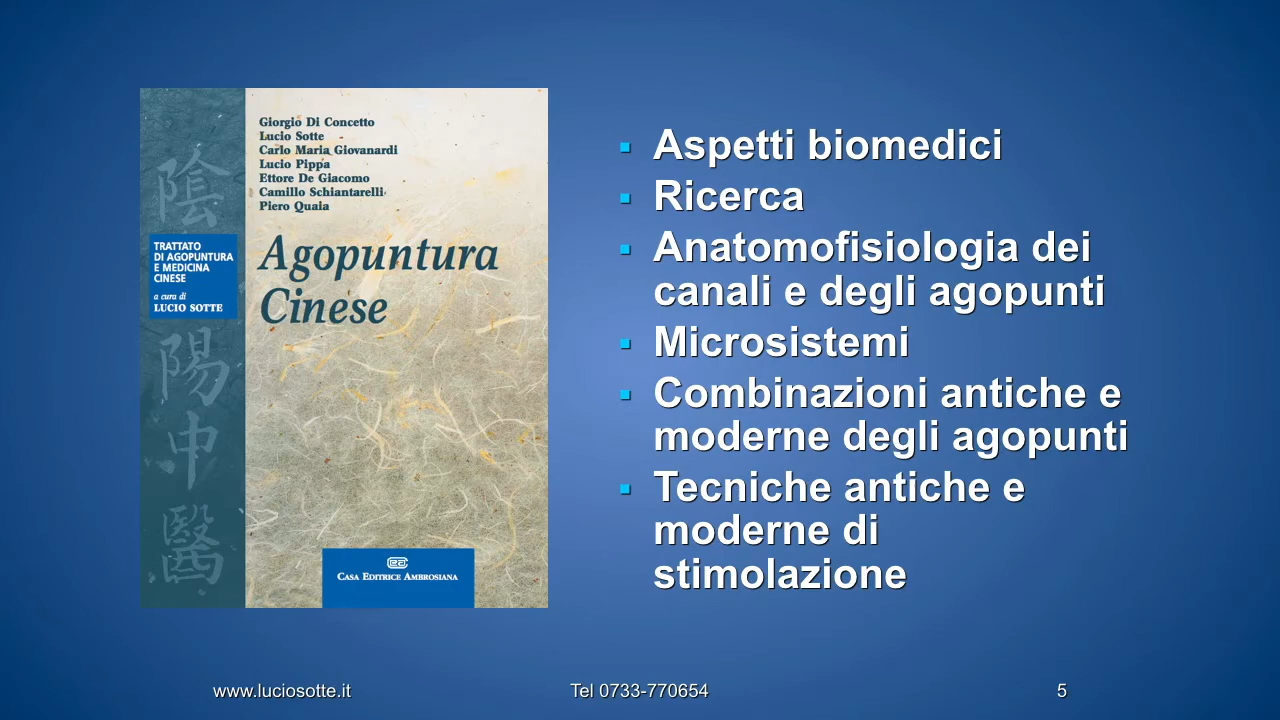 Giorgio Di Concetto
Lucio Sotte
Carlo Maria Giovanardi
Lucio Pippa
Ettore De Giacomo
Camillo Schiantarelli
Piero Quaia
Agopuntura
Cinese
陰
TRATTATO
DI AGOPUNTURA
E MEDICINA
CINESE
a cura di
LUCIO SOTTE
陽
中
醫
CASA EDITRICE AMBROSIANA
Aspetti biomedici
Ricerca
Anatomofisiologia dei
canali e degli agopunti
Microsistemi
Combinazioni antiche e
moderne degli agopunti
Tecniche antiche e
moderne di
stimolazione
www.luciosotte.it
Tel 0733-770654
5